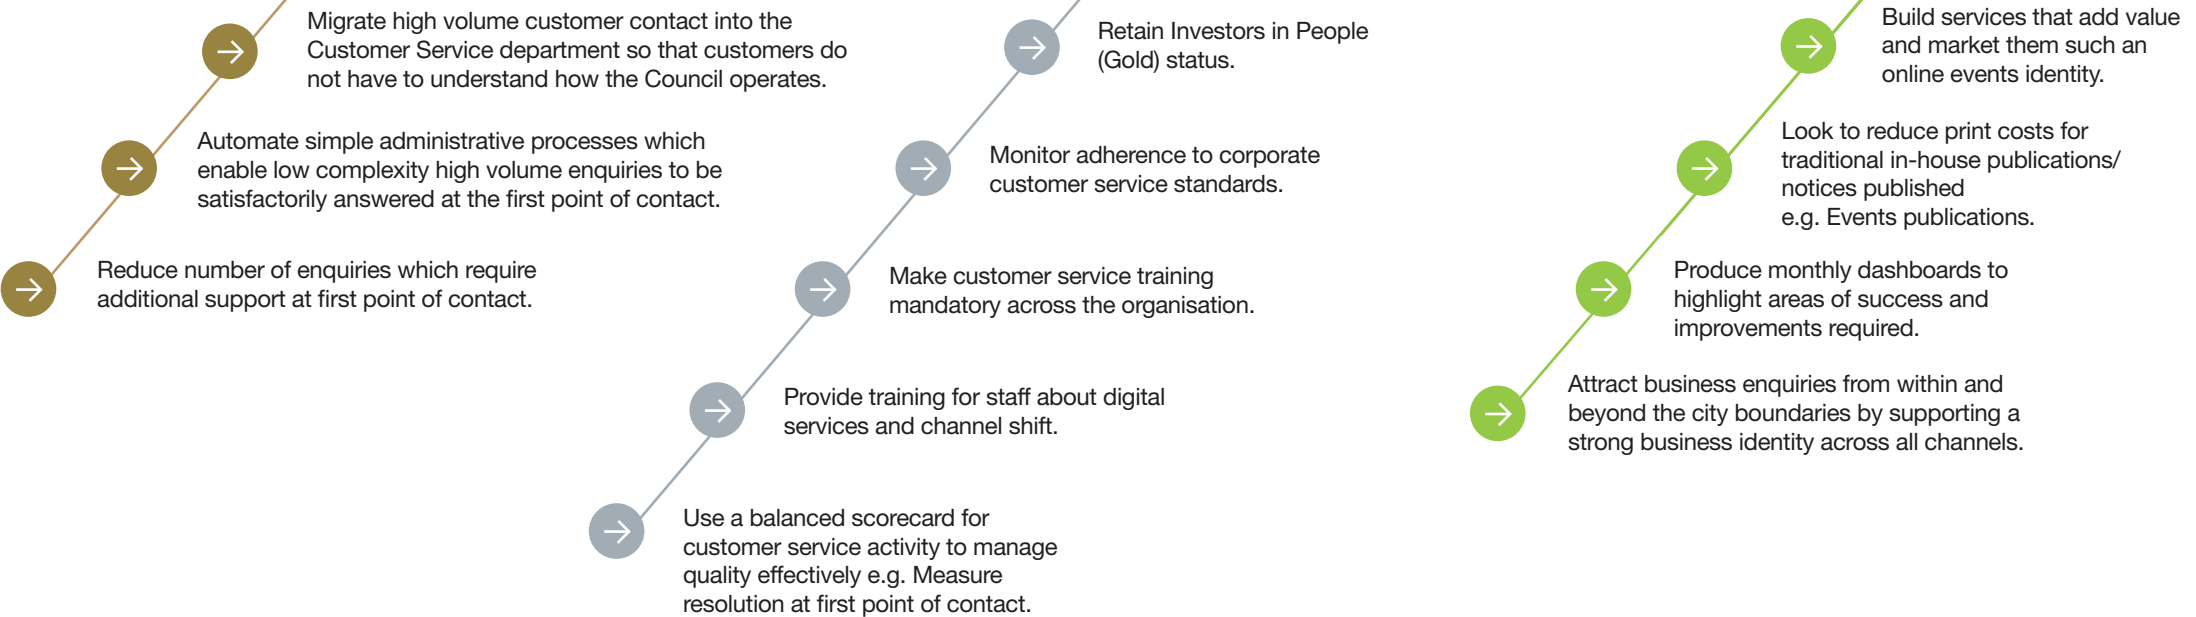 Migrate high volume customer contact into the
Customer Service department so that customers do
not have to understand how the Council operates.
Automate simple administrative processes which
enable low complexity high volume enquiries to be
satisfactorily answered at the first point of contact.
Reduce number of enquiries which require
additional support at first point of contact.
Retain Investors in People
(Gold) status.
Monitor adherence to corporate
customer service standards.
Make customer service training
mandatory across the organisation.
Provide training for staff about digital
services and channel shift.
Use a balanced scorecard for
customer service activity to manage
quality effectively e.g. Measure
resolution at first point of contact.
Build services that add value
and market them such an
online events identity.
Look to reduce print costs for
traditional in-house publications/
notices published
e.g. Events publications.
Produce monthly dashboards to
highlight areas of success and
improvements required.
Attract business enquiries from within and
beyond the city boundaries by supporting a
strong business identity across all channels.